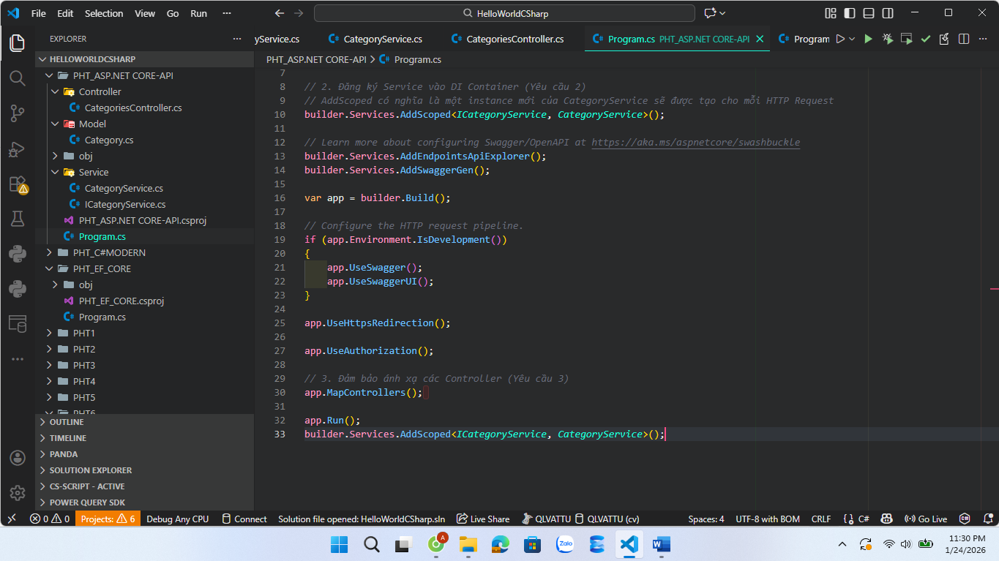 File Edit Selection View Go Run ··· HelloWorldCSharp
EXPLORER ···
HELLOWORLDCSHARP
PHT_ASP.NET CORE-API
Controller
CategoriesController.cs
Model
Category.cs
obj
Service
CategoryService.cs
ICategoryService.cs
PHT_ASP.NET CORE-API.csproj
Program.cs
PHT_C#MODERN
PHT_EF_CORE
obj
PHT_EF_CORE.csproj
Program.cs
PHT1
PHT2
PHT3
PHT4
PHT5
PHT6
OUTLINE
TIMELINE
PANDA
SOLUTION EXPLORER
CS-SCRIPT - ACTIVE
POWER QUERY SDK
yService.cs CategoryService.cs CategoriesController.cs Program.cs PHT_ASP.NET CORE-API Program
PHT_ASP.NET CORE-API > Program.cs
7
8 // 2. Đăng ký Service vào DI Container (Yêu cầu 2)
9 // AddScoped có nghĩa là một instance mới của CategoryService sẽ được tạo cho mỗi HTTP Request
10 builder.Services.AddScoped<ICategoryService, CategoryService>();
11
12 // Learn more about configuring Swagger/OpenAPI at https://aka.ms/aspnetcore/swashbuckle
13 builder.Services.AddEndpointsApiExplorer();
14 builder.Services.AddSwaggerGen();
15
16 var app = builder.Build();
17
18 // Configure the HTTP request pipeline.
19 if (app.Environment.IsDevelopment())
20 {
21 app.UseSwagger();
22 app.UseSwaggerUI();
23 }
24
25 app.UseHttpsRedirection();
26
27 app.UseAuthorization();
28
29 // 3. Đảm bảo ánh xạ các Controller (Yêu cầu 3)
30 app.MapControllers();
31
32 app.Run();
33 builder.Services.AddScoped<ICategoryService, CategoryService>();
0 0 Projects: 6 Debug Any CPU Connect Solution file opened: HelloWorldCSharp.sln Live Share QLVATTU QLVATTU (cv) Spaces: 4 UTF-8 with BOM CRLF {} C# Go Live
A Zalo W 11:30 PM
1/24/2026